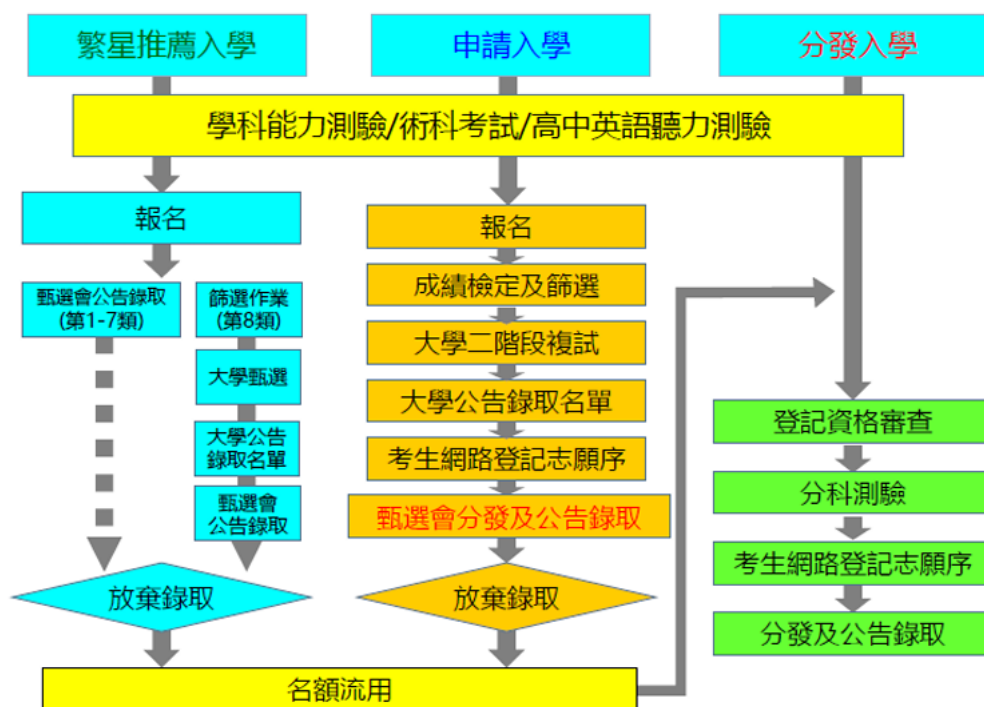 繁星推薦入學
申請入學
分發入學
學科能力測驗/術科考試/高中英語聽力測驗
報名
甄選會公告錄取
(第1-7類)
篩選作業
(第8類)
大學甄選
大學公告
錄取名單
甄選會
公告錄取
放棄錄取
報名
成績檢定及篩選
大學二階段複試
大學公告錄取名單
考生網路登記志願序
甄選會分發及公告錄取
放棄錄取
名額流用
登記資格審查
分科測驗
考生網路登記志願序
分發及公告錄取